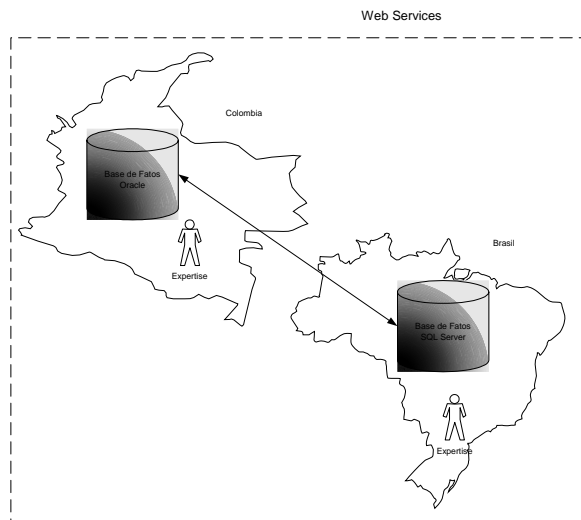 Web Services
Colombia
Base de Fatos
Oracle
Expertise
Brasil
Base de Fatos
SQL Server
Expertise